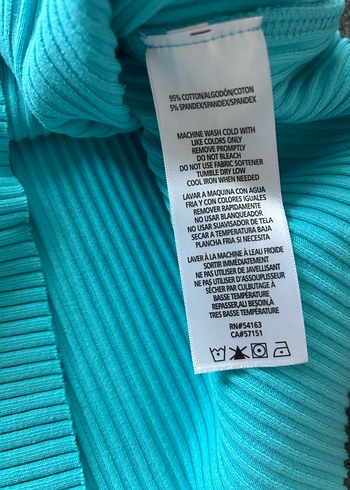 95% COTTON/ALGODÓN/COTON
5% SPANDEX/SPANDEX/SPANDEX
MACHINE WASH COLD WITH
LIKE COLORS ONLY
REMOVE PROMPTLY
DO NOT BLEACH
DO NOT USE FABRIC SOFTENER
TUMBLE DRY LOW
COOL IRON WHEN NEEDED
LAVAR A MAQUINA CON AGUA
FRIA Y CON COLORES IGUALES
REMOVER RAPIDAMENTE
NO USAR BLANQUEADOR
NO USAR SUAVISADOR DE TELA
SECAR A TEMPERATURA BAJA
PLANCHA FRIA SI NECESITA
LAVER À LA MACHINE À LEAU FROIDE
SORTIR IMMÉDIATEMENT
NE PAS UTILISER DE JAVELLISANT
NE PAS UTILISER D'ASSOUPLISSEUR
SÉCHER PAR CULBUTAGE À
BASSE TEMPÉRATURE
REPASSER,AU BESOIN,À
TRES BASSE TEMPÉRATURE
RN#54163
CA#57151